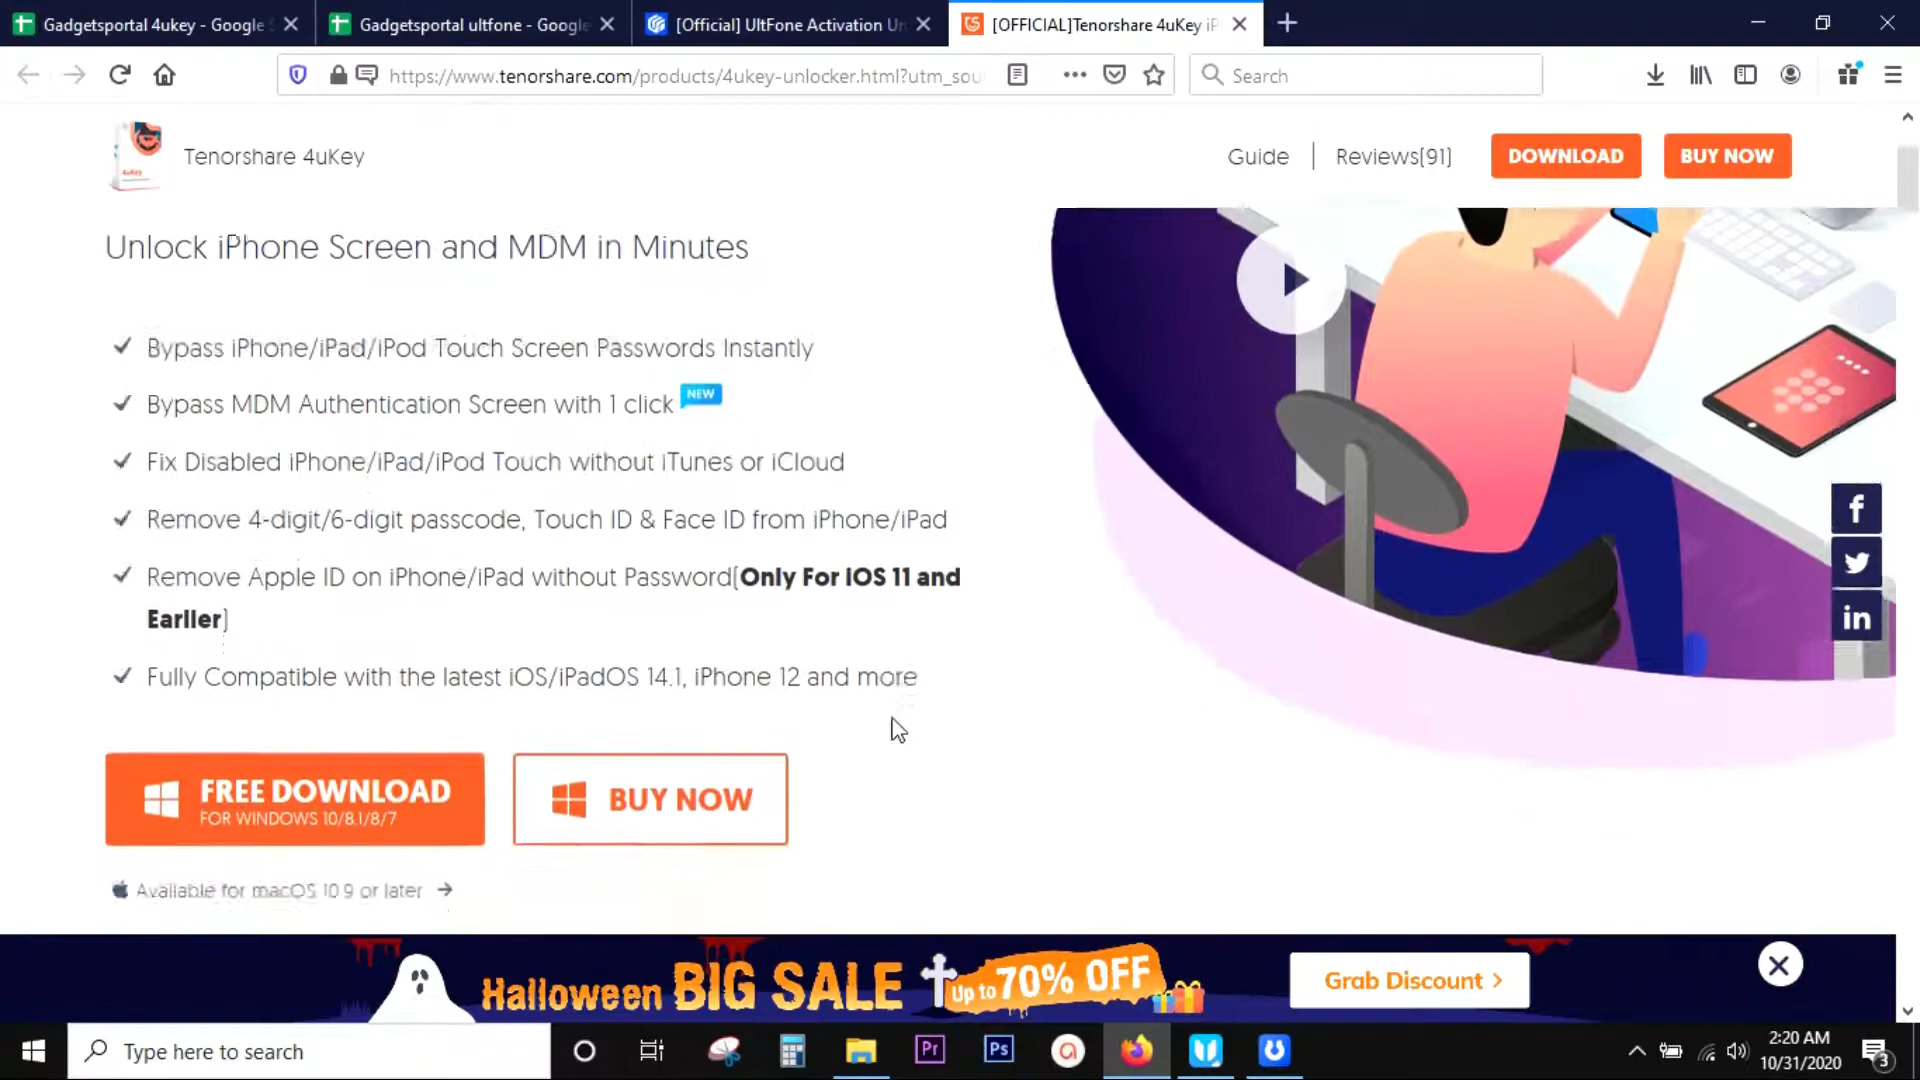 Gadgetsportal 4ukey - Google S
Gadgetsportal ultfone - Google
[Official] UltFone Activation Un
[OFFICIAL]Tenorshare 4uKey iP
https://www.tenorshare.com/products/4ukey-unlocker.html?utm_sou
Search
Tenorshare 4uKey
Guide
Reviews[91]
DOWNLOAD
BUY NOW
4uKey
Unlock iPhone Screen and MDM in Minutes
Bypass iPhone/iPad/iPod Touch Screen Passwords Instantly
Bypass MDM Authentication Screen with 1 click NEW
Fix Disabled iPhone/iPad/iPod Touch without iTunes or iCloud
Remove 4-digit/6-digit passcode, Touch ID & Face ID from iPhone/iPad
Remove Apple ID on iPhone/iPad without Password(Only For iOS 11 and
Earlier)
Fully Compatible with the latest iOS/iPadOS 14.1, iPhone 12 and more
FREE DOWNLOAD
FOR WINDOWS 10/8.1/8/7
BUY NOW
Available for macOS 10.9 or later
Halloween BIG SALE Up to 70% OFF
Grab Discount >
Type here to search
Pr
Ps
2:20 AM
10/31/2020
3